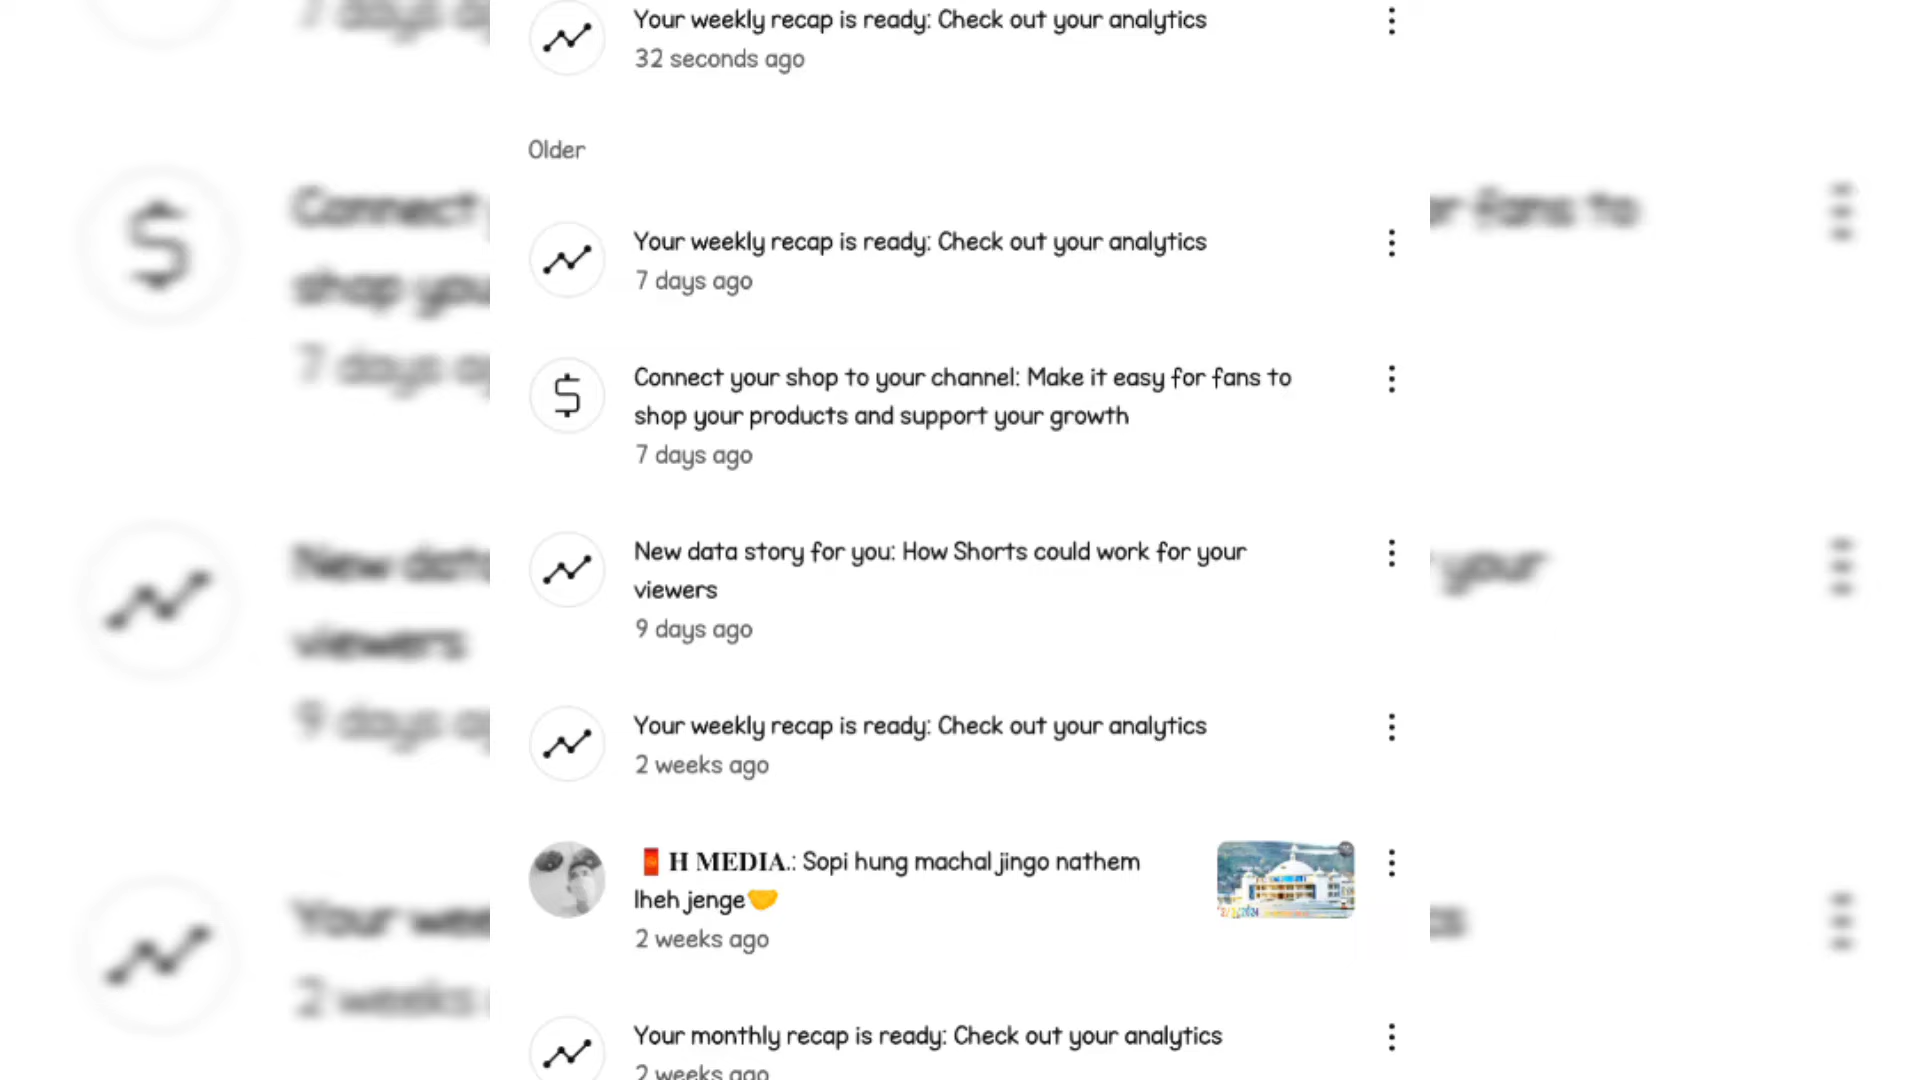 Your weekly recap is ready: Check out your analytics
32 seconds ago
Older
Your weekly recap is ready: Check out your analytics
7 days ago
Connect your shop to your channel: Make it easy for fans to
shop your products and support your growth
7 days ago
New data story for you: How Shorts could work for your
viewers
9 days ago
Your weekly recap is ready: Check out your analytics
2 weeks ago
🧧𝐇 𝐌𝐄𝐃𝐈𝐀.: Sopi hung machal jingo nathem
lheh jenge🤝
2 weeks ago
Your monthly recap is ready: Check out your analytics
2 weeks ago